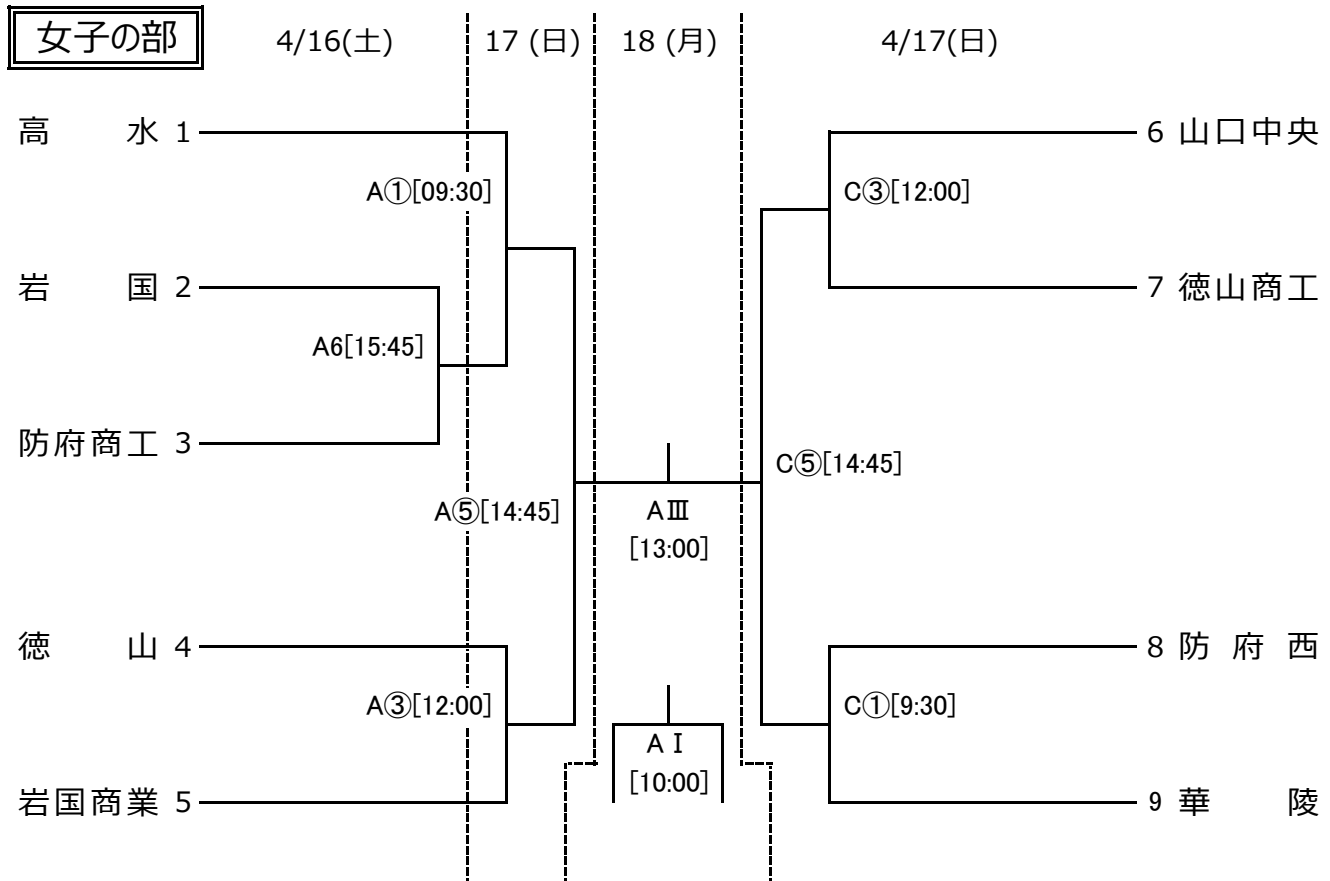 女子の部 4/16(土) 17 (日) 18 (月) 4/17(日)
高 水 1
6 山口中央
A①[09:30]
C③[12:00]
岩 国 2
7 徳山商工
A6[15:45]
防府商工 3
C⑤[14:45]
A⑤[14:45]
AⅢ
[13:00]
徳 山 4
8 防 府 西
A③[12:00]
C①[9:30]
AⅠ
[10:00]
岩国商業 5
9 華 陵